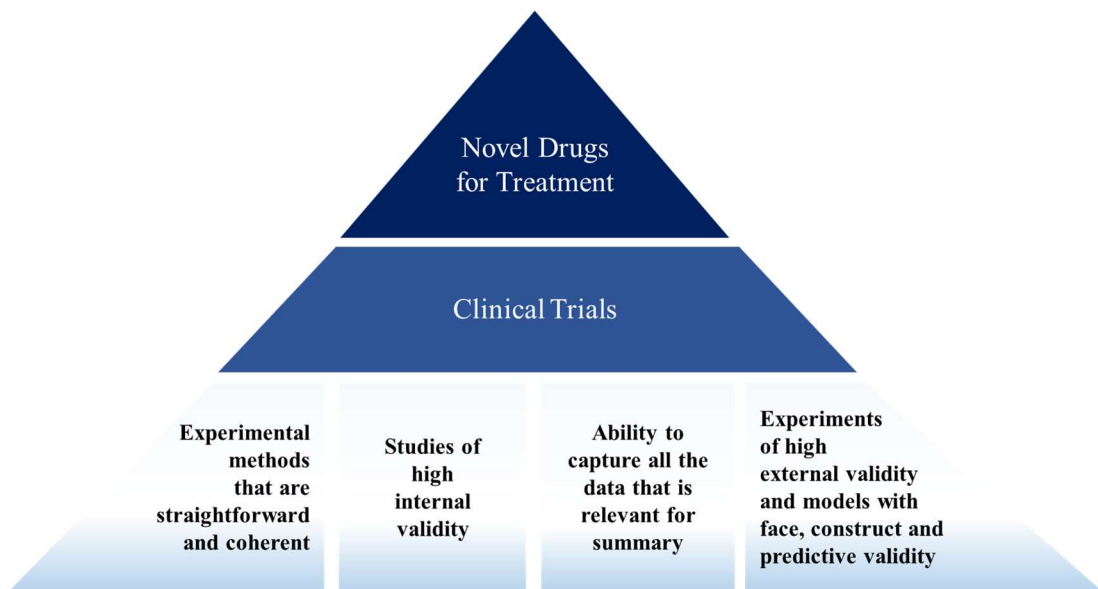 Novel Drugs
for Treatment
Clinical Trials
Experimental
methods
that are
straightforward
and coherent
Studies of
high
internal
validity
Ability to
capture all the
data that is
relevant for
summary
Experiments
of high
external validity
and models with
face, construct and
predictive validity